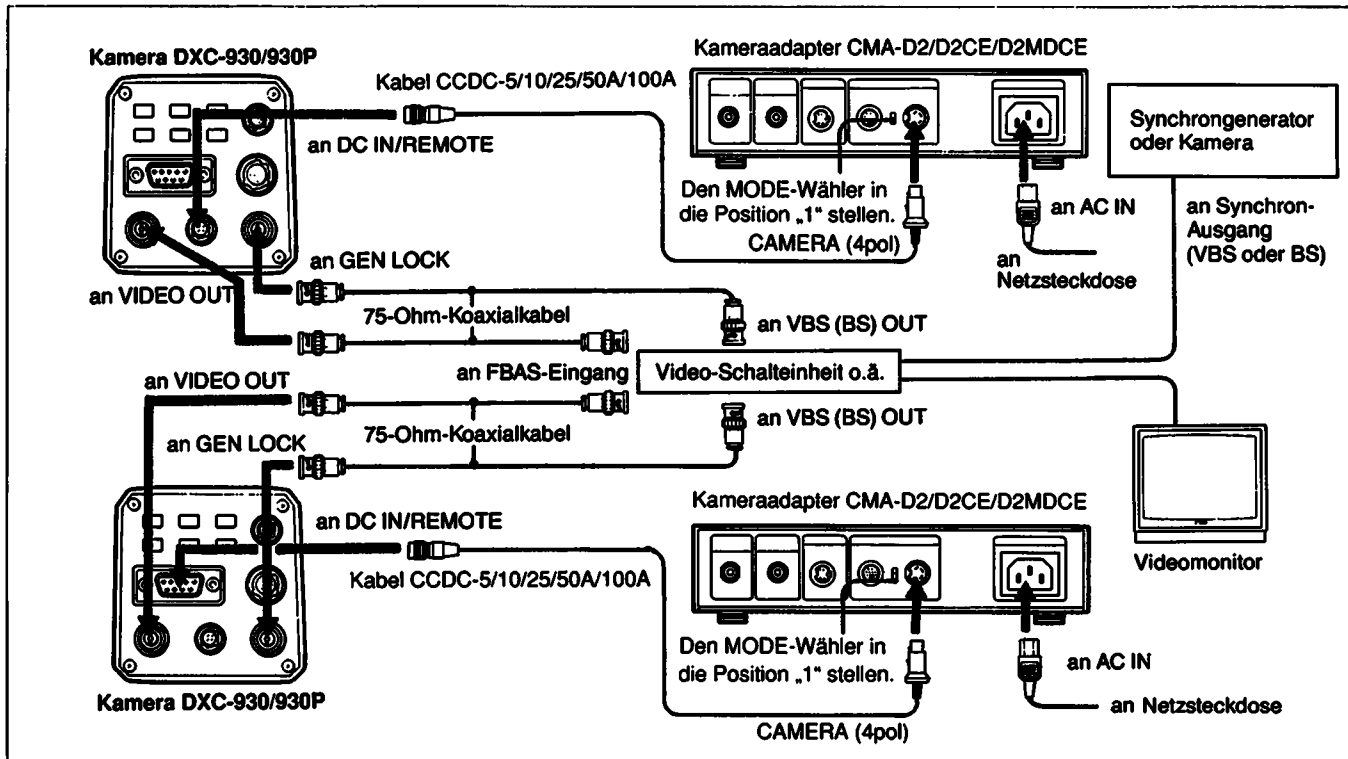 Kamera DXC-930/930P
Kabel CCDC-5/10/25/50A/100A
an DC IN/REMOTE
Kameraadapter CMA-D2/D2CE/D2MDCE
Den MODE-Wähler in
die Position „1“ stellen.
CAMERA (4pol)
an AC IN
an
Netzsteckdose
Synchrongenerator
oder Kamera
an Synchron-
Ausgang
(VBS oder BS)
an GEN LOCK
an VIDEO OUT
75-Ohm-Koaxialkabel
an VBS (BS) OUT
an FBAS-Eingang
Video-Schalteinheit o.ä.
an VIDEO OUT
an VBS (BS) OUT
75-Ohm-Koaxialkabel
an GEN LOCK
an DC IN/REMOTE
Kabel CCDC-5/10/25/50A/100A
Kamera DXC-930/930P
Kameraadapter CMA-D2/D2CE/D2MDCE
Den MODE-Wähler in
die Position „1“ stellen.
CAMERA (4pol)
an AC IN
an Netzsteckdose
Videomonitor